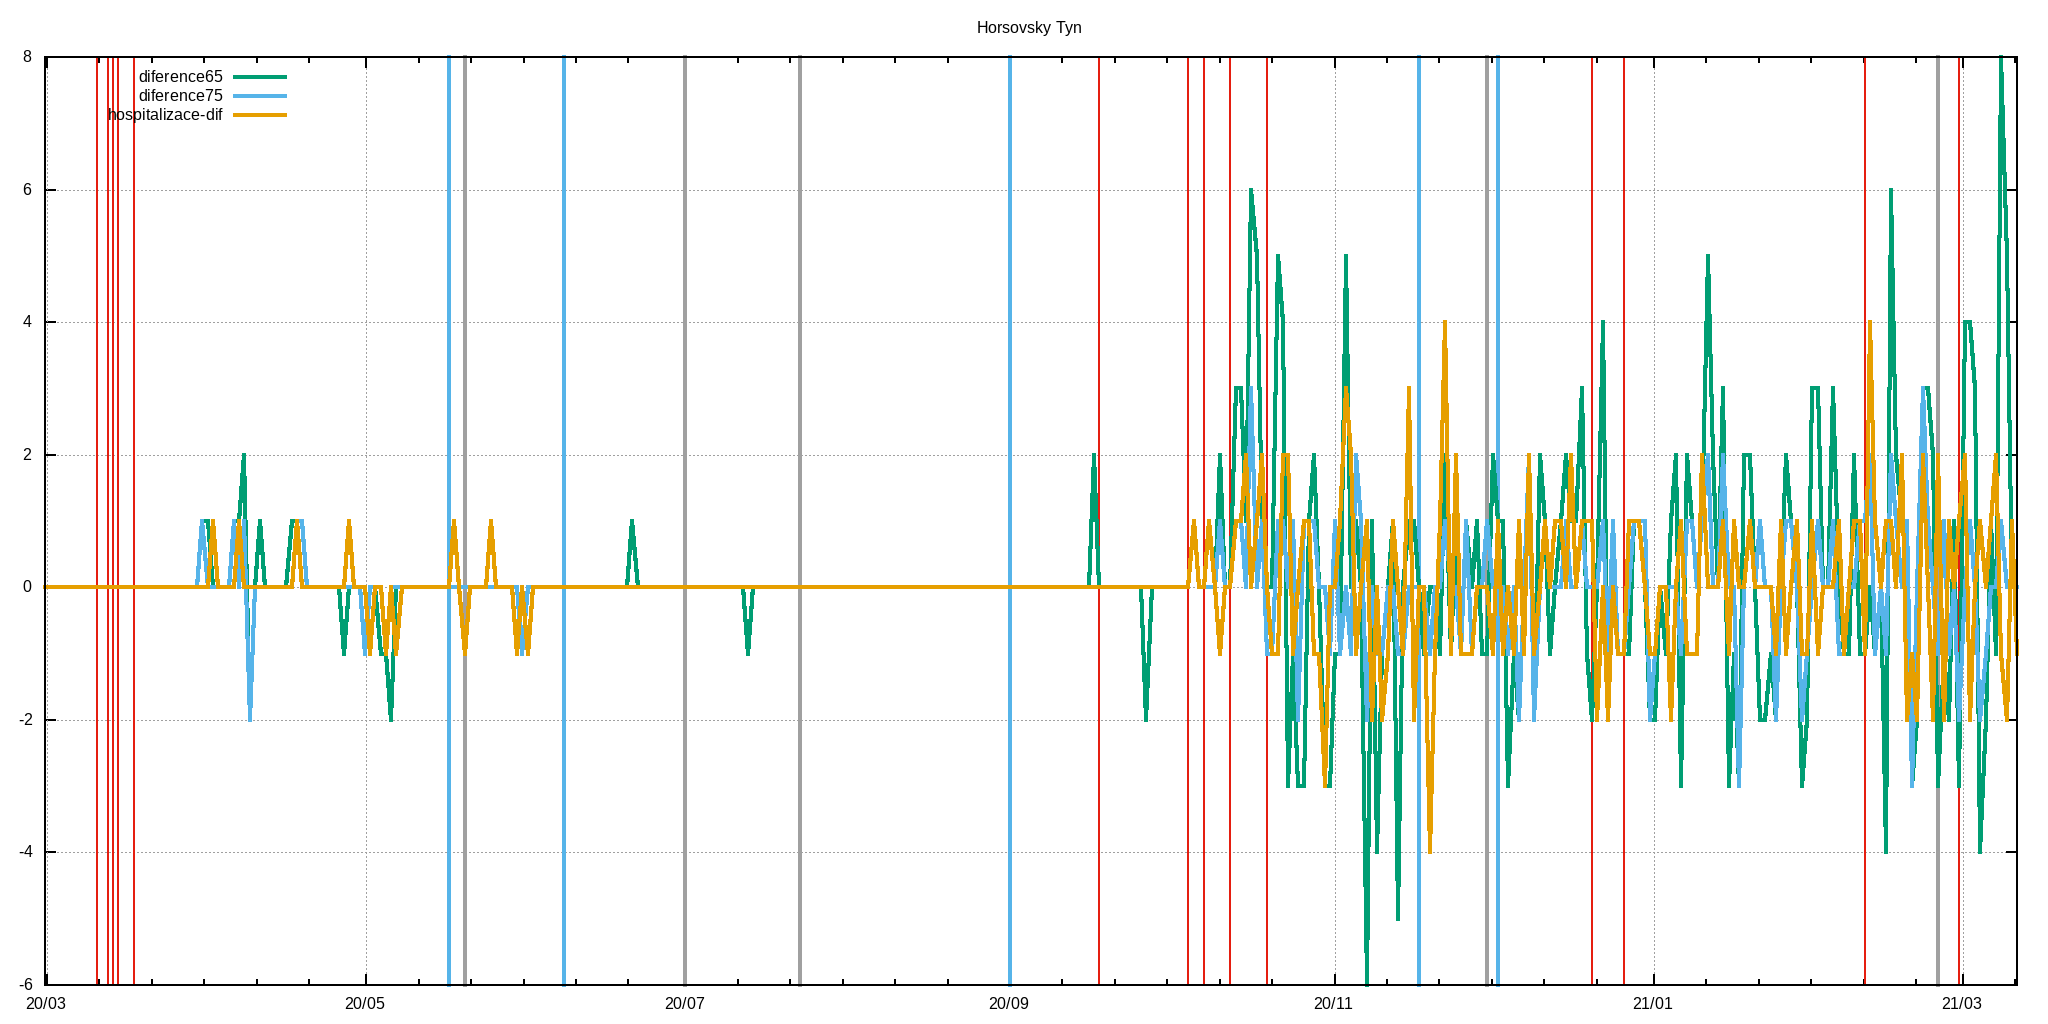 Horsovsky Tyn
8
diference65
diference75
hospitalizace-dif
6
4
2
0
-2
-4
-6
20/03 20/05 20/07 20/09 20/11 21/01 21/03